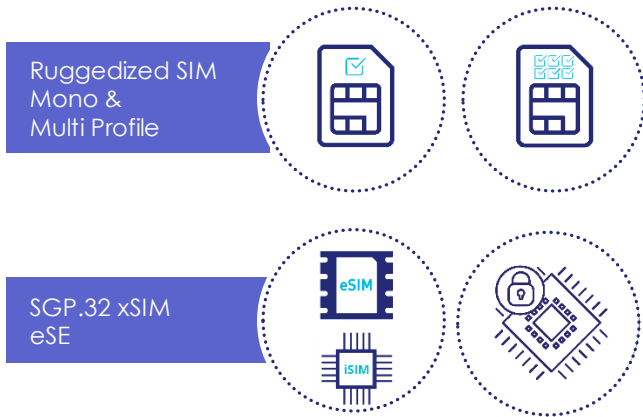 Ruggedized SIM
Mono &
Multi Profile
SGP.32 xSIM
eSE
eSIM
iSIM